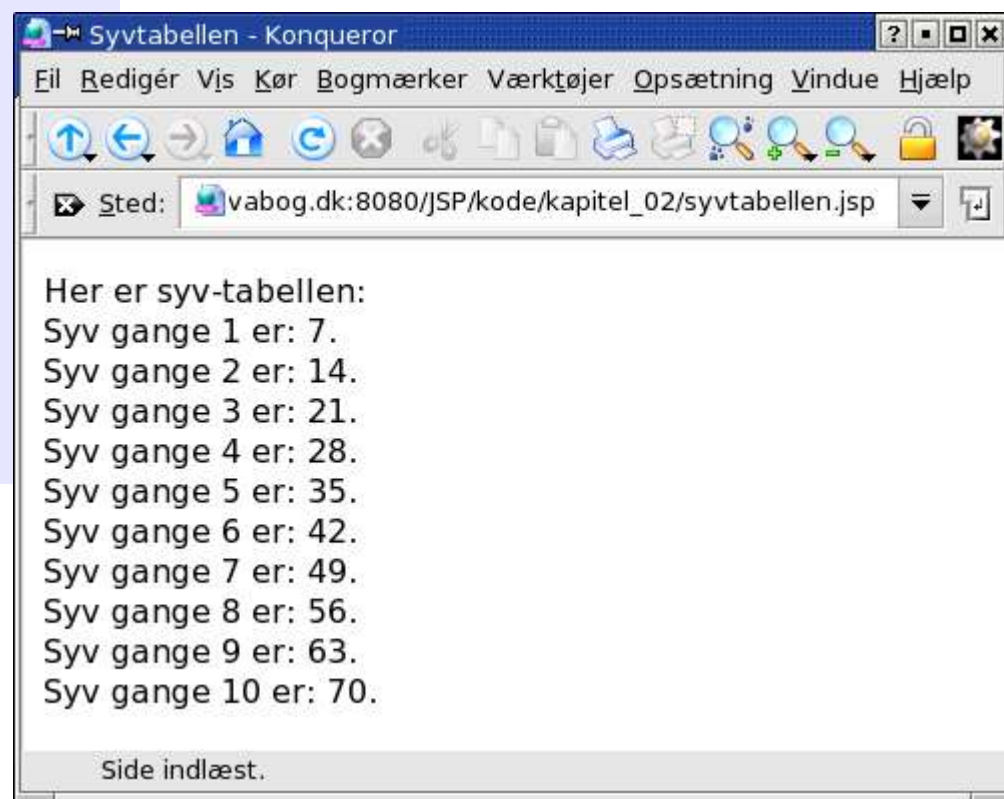 Syvtabellen - Konqueror
Fil Redigér Vis Kør Bogmærker Værktøjer Opsætning Vindue Hjælp
Sted: vabog.dk:8080/JSP/kode/kapitel_02/syvtabellen.jsp
Her er syv-tabellen:
Syv gange 1 er: 7.
Syv gange 2 er: 14.
Syv gange 3 er: 21.
Syv gange 4 er: 28.
Syv gange 5 er: 35.
Syv gange 6 er: 42.
Syv gange 7 er: 49.
Syv gange 8 er: 56.
Syv gange 9 er: 63.
Syv gange 10 er: 70.
Side indlæst.